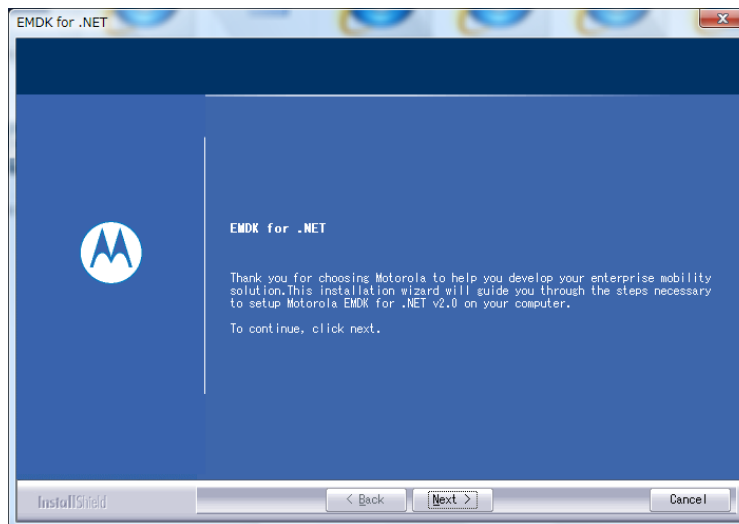 EMDK for .NET
EMDK for .NET
Thank you for choosing Motorola to help you develop your enterprise mobility
solution.This installation wizard will guide you through the steps necessary
to setup Motorola EMDK for .NET v2.0 on your computer.
To continue, click next.
InstallShield
< Back
Next >
Cancel